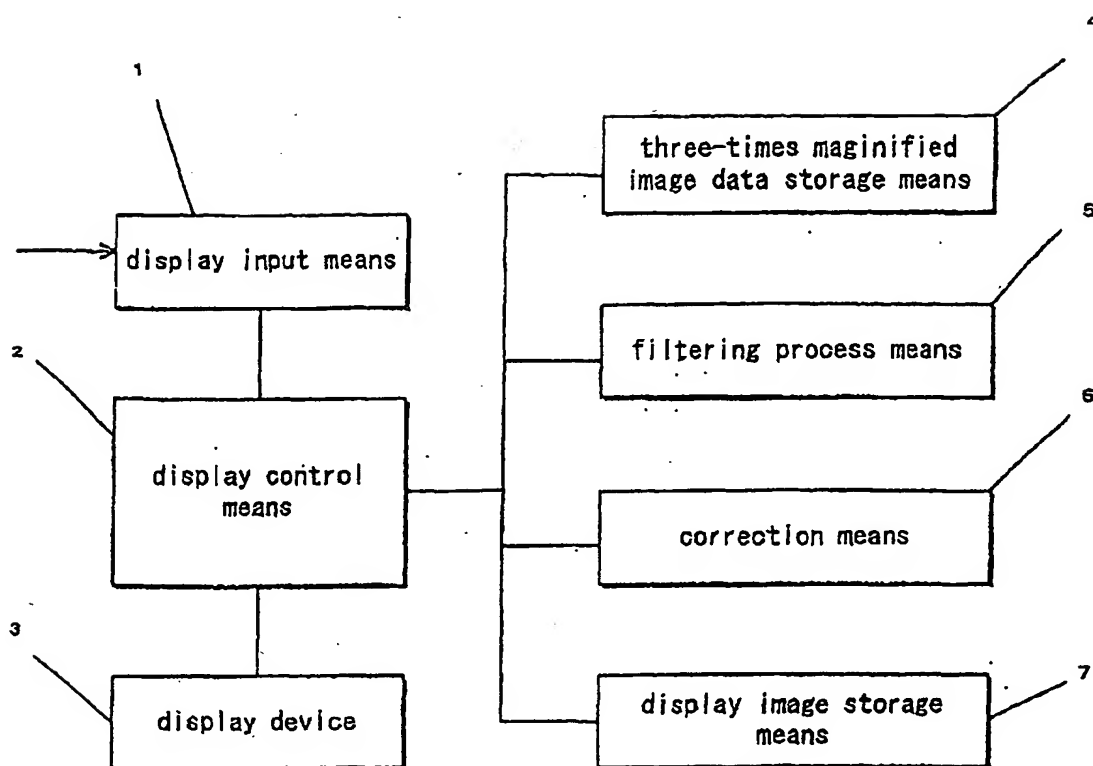 1
display input means
2
display control
means
3
display device
4
three-times maginified
image data storage means
5
filtering process means
6
correction means
7
display image storage
means